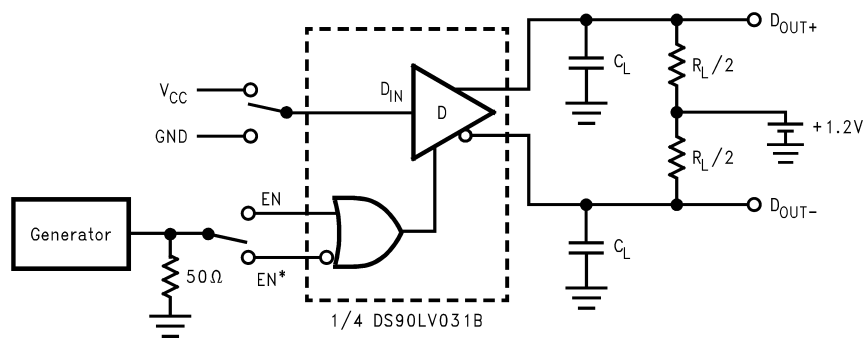 D_OUT+
C_L
R_L/2
V_CC
D_IN
D
GND
+1.2V
R_L/2
EN
Generator
D_OUT−
50Ω
EN*
C_L
1/4 DS90LV031B